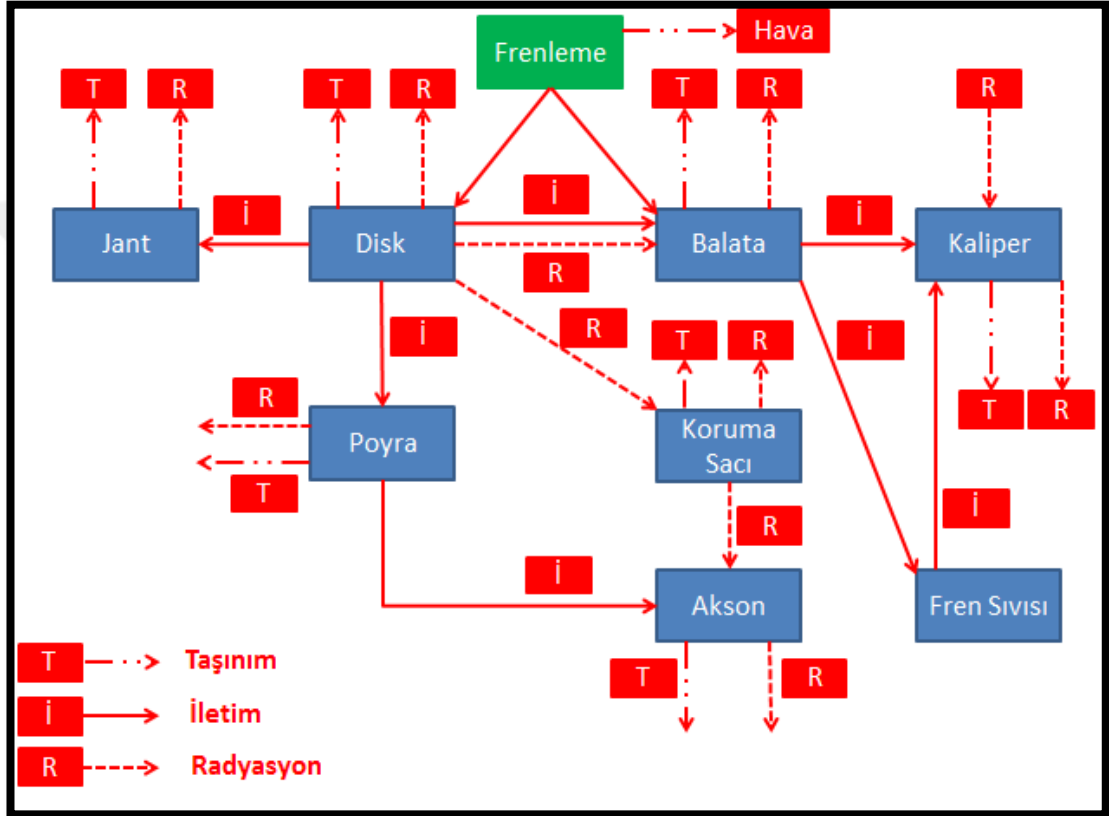 Frenleme
Hava
T
R
T
R
T
R
R
İ
İ
İ
Jant
Disk
Balata
Kaliper
R
R
İ
T
R
İ
R
T
R
Poyra
Koruma
Sacı
T
İ
R
İ
Akson
Fren Sıvısı
T
R
T
Taşınım
İ
İletim
R
Radyasyon